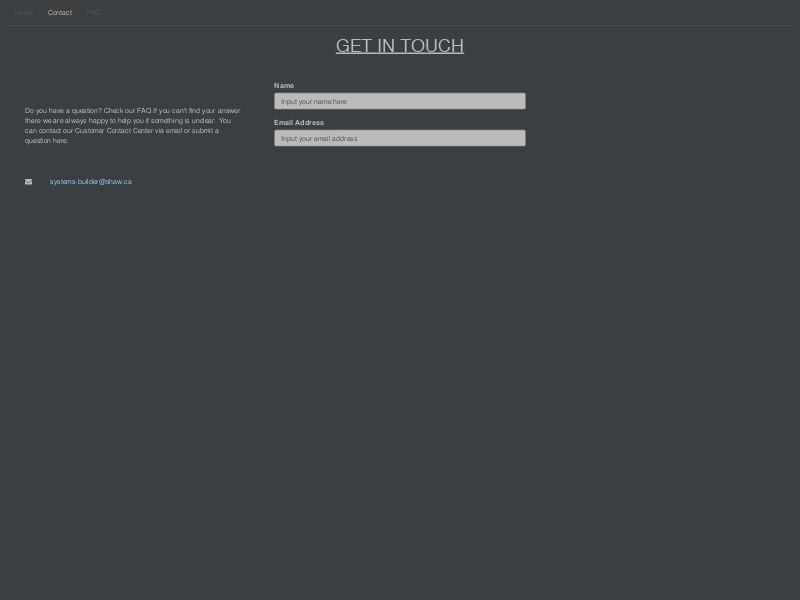 Home Contact FAQ
GET IN TOUCH
Do you have a question? Check our FAQ If you can't find your answer
there we are always happy to help you if something is unclear. You
can contact our Customer Contact Center via email or submit a
question here.
systems-builder@shaw.ca
Name
Input your name here
Email Address
Input your email address